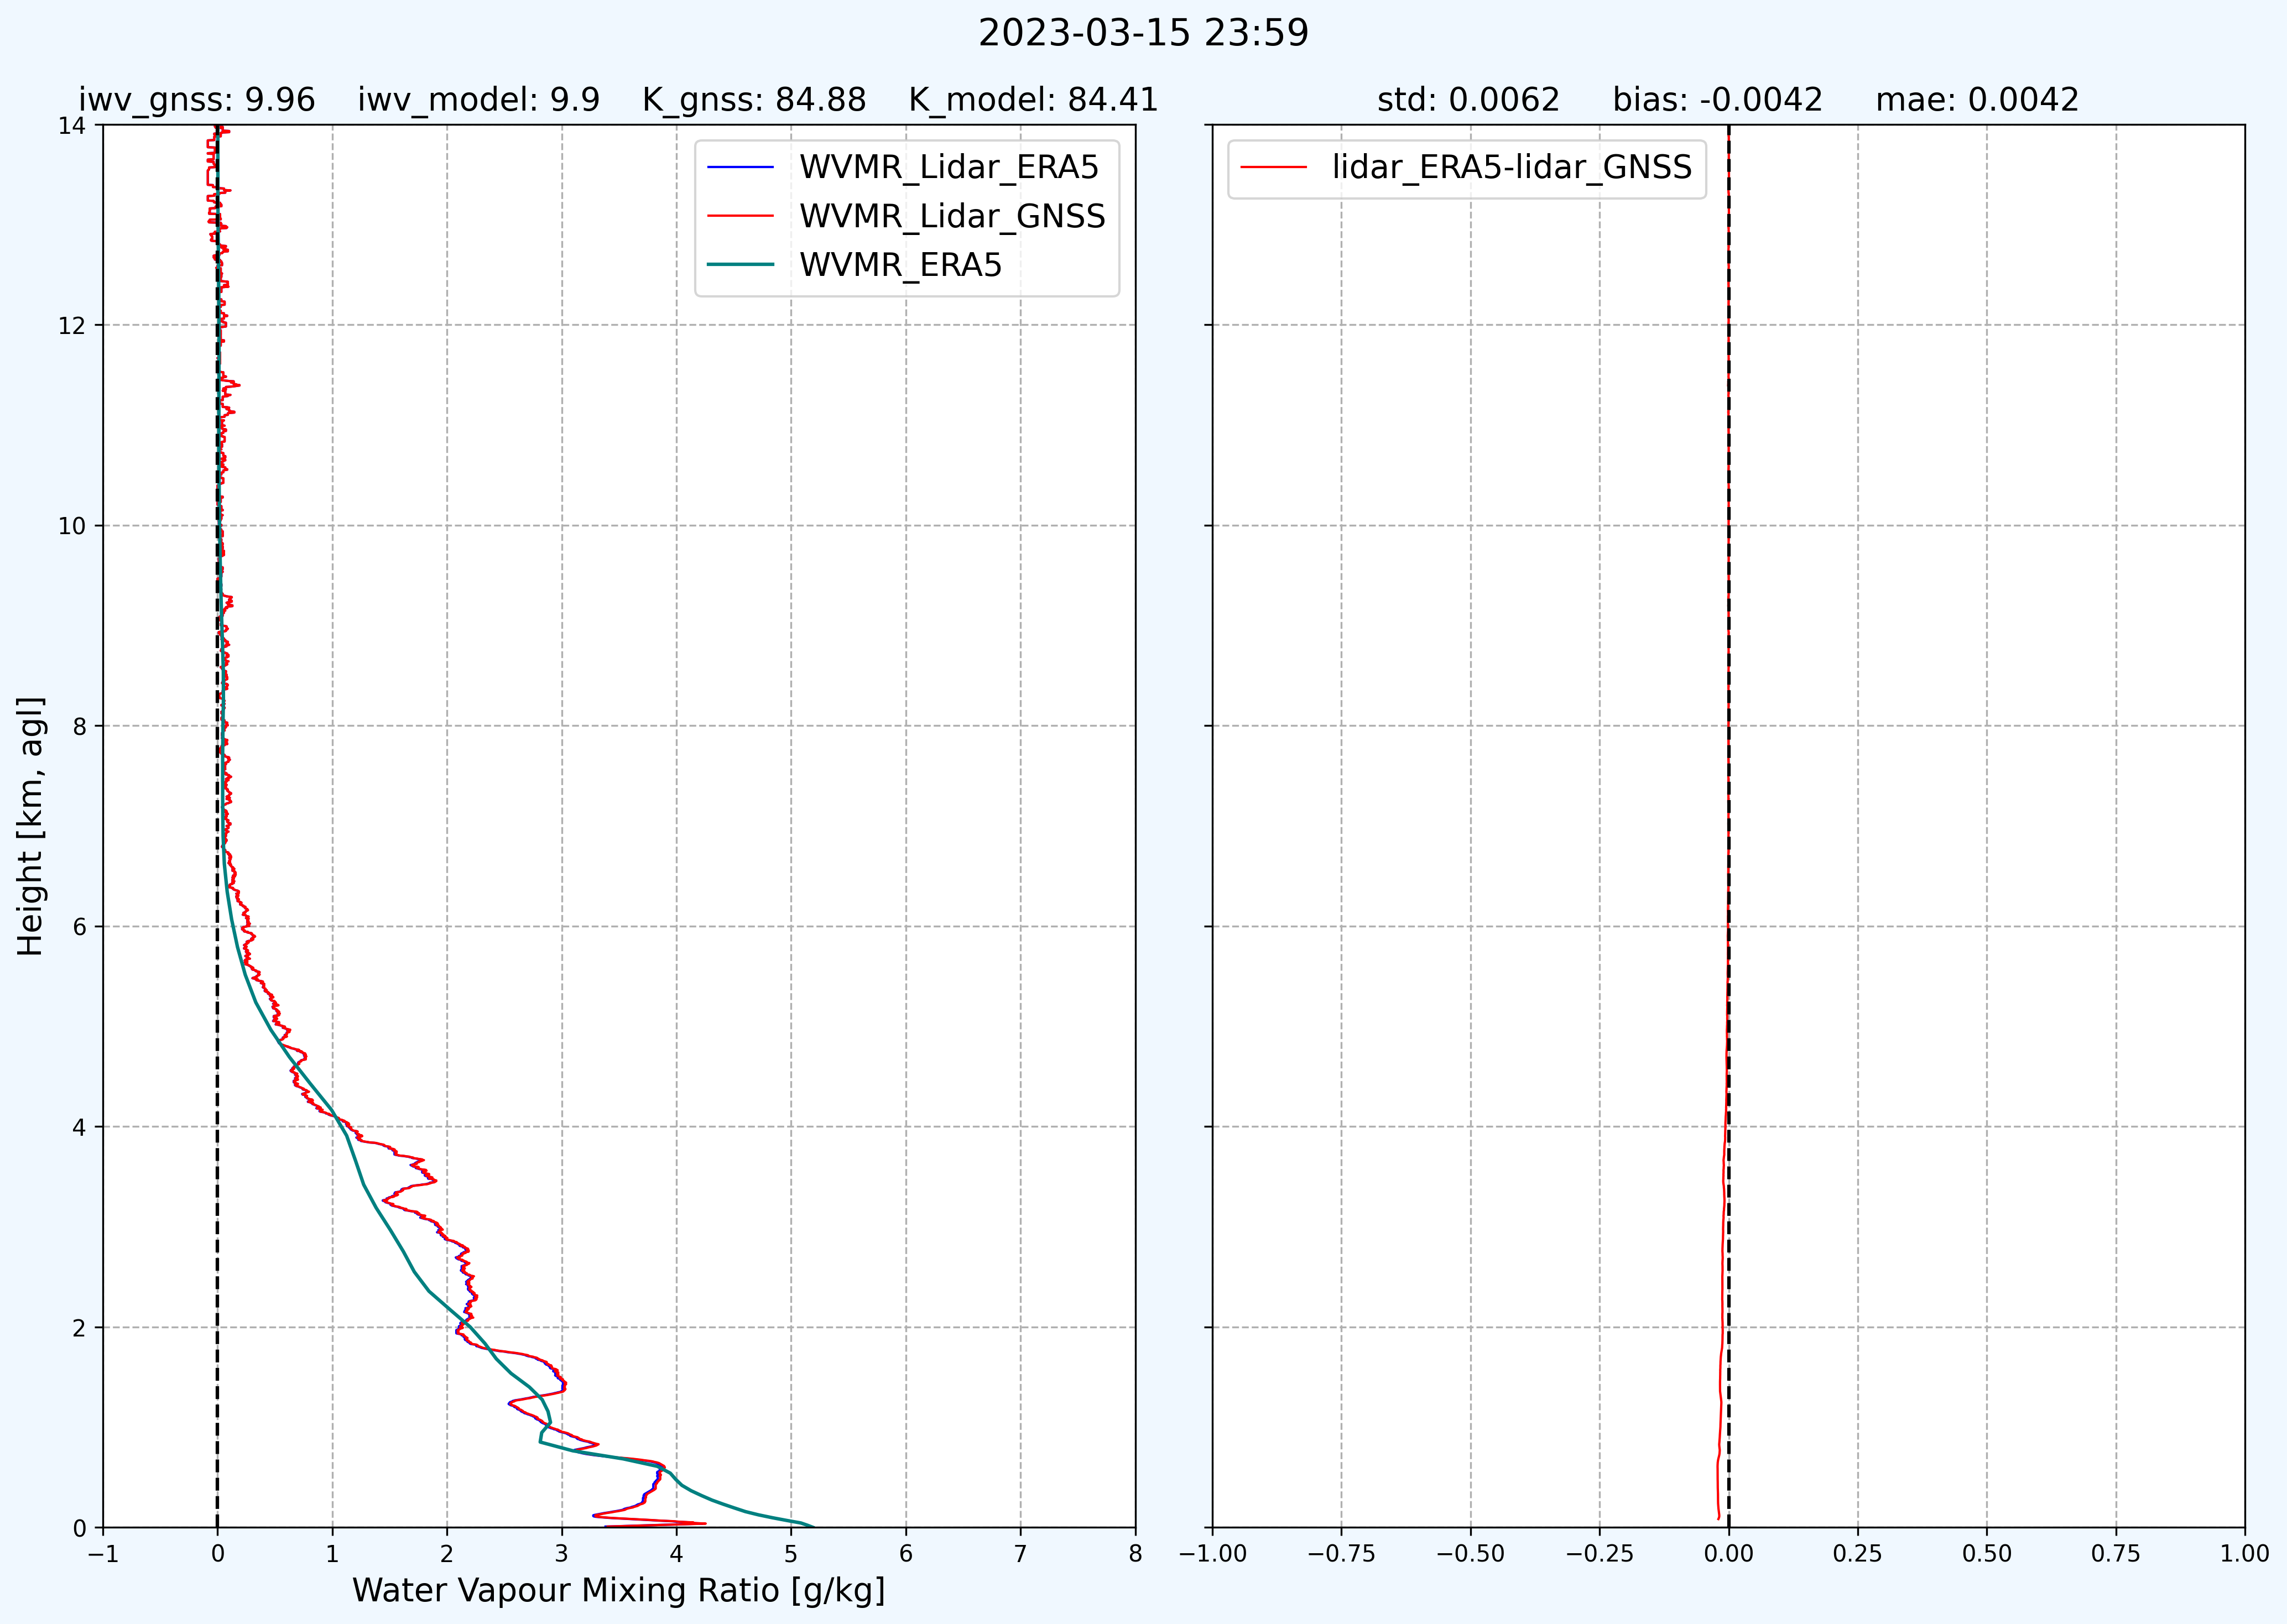 2023-03-15 23:59
iwv_gnss: 9.96 iwv_model: 9.9 K_gnss: 84.88 K_model: 84.41
std: 0.0062 bias: -0.0042 mae: 0.0042
WVMR_Lidar_ERA5
WVMR_Lidar_GNSS
WVMR_ERA5
lidar_ERA5-lidar_GNSS
Height [km, agl]
14
12
10
8
6
4
2
0
−1 0 1 2 3 4 5 6 7 8
Water Vapour Mixing Ratio [g/kg]
−1.00 −0.75 −0.50 −0.25 0.00 0.25 0.50 0.75 1.00